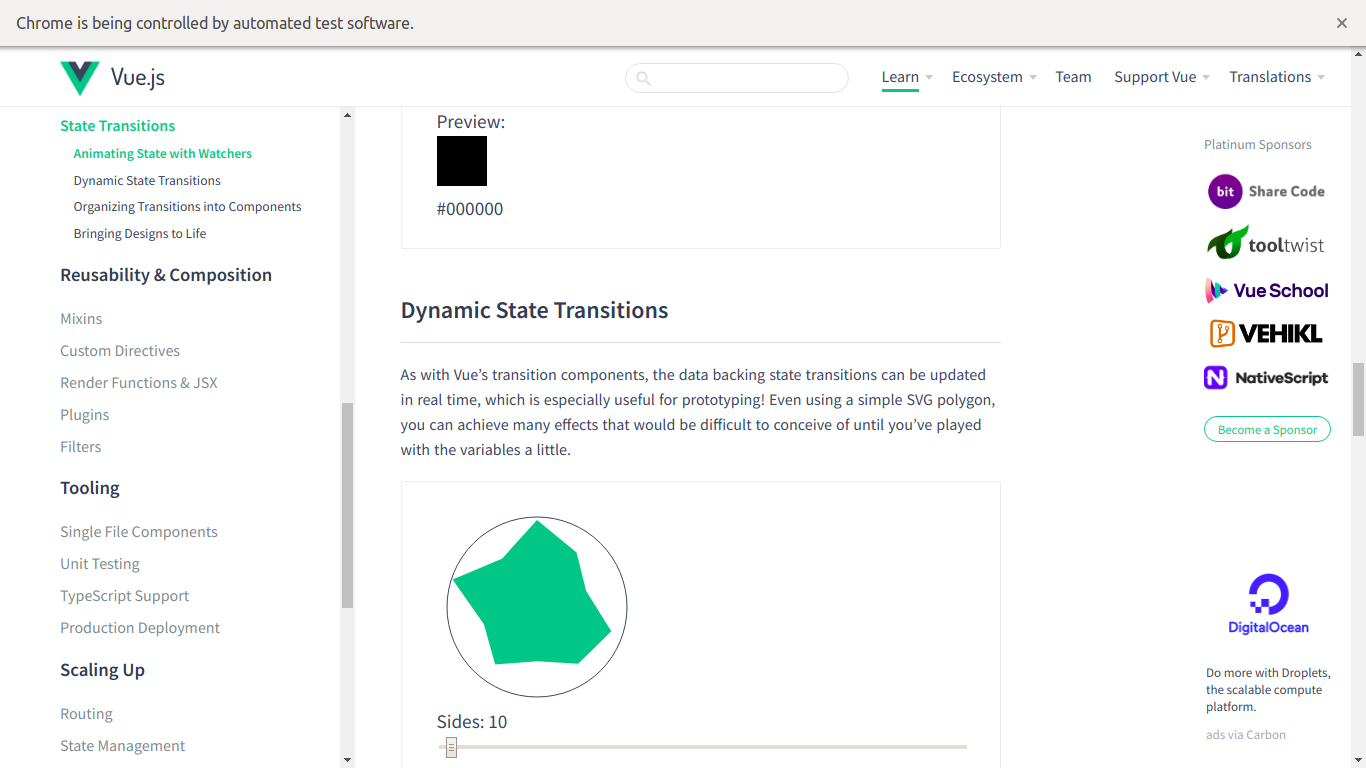 Chrome is being controlled by automated test software.
Vue.js
Learn
Ecosystem
Team
Support Vue
Translations
State Transitions
Animating State with Watchers
Dynamic State Transitions
Organizing Transitions into Components
Bringing Designs to Life
Reusability & Composition
Mixins
Custom Directives
Render Functions & JSX
Plugins
Filters
Tooling
Single File Components
Unit Testing
TypeScript Support
Production Deployment
Scaling Up
Routing
State Management
Preview:
#000000
Dynamic State Transitions
As with Vue’s transition components, the data backing state transitions can be updated
in real time, which is especially useful for prototyping! Even using a simple SVG polygon,
you can achieve many effects that would be difficult to conceive of until you’ve played
with the variables a little.
Sides: 10
Platinum Sponsors
bit Share Code
tooltwist
Vue School
VEHIKL
NativeScript
Become a Sponsor
DigitalOcean
Do more with Droplets,
the scalable compute
platform.
ads via Carbon